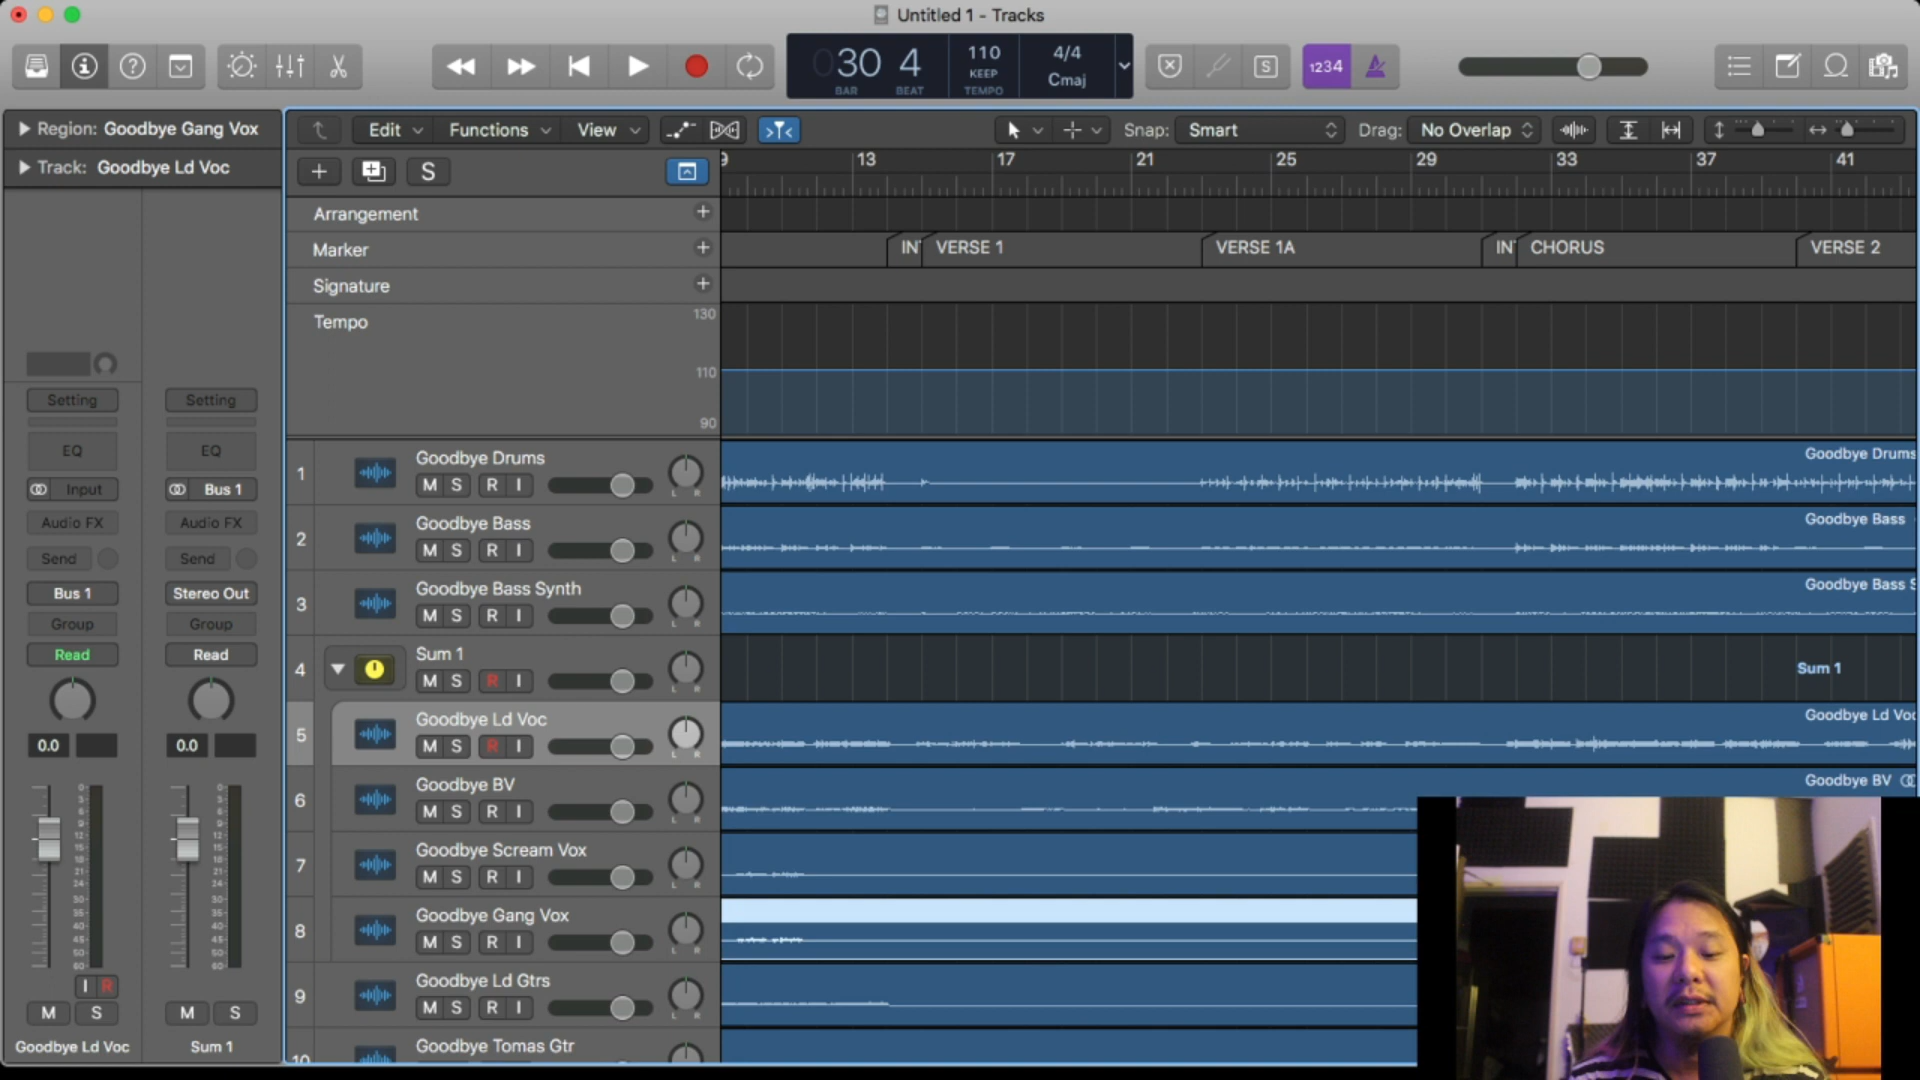 Untitled 1 - Tracks
30 4
BAR BEAT
110
KEEP
TEMPO
4/4
Cmaj
S
1234
Region: Goodbye Gang Vox
Track: Goodbye Ld Voc
Edit Functions View
Snap: Smart
Drag: No Overlap
S
9 13 17 21 25 29 33 37 41
Arrangement
Marker
IN VERSE 1 VERSE 1A IN CHORUS VERSE 2
Signature
Tempo
130
110
90
Setting Setting
EQ EQ
Input Bus 1
Audio FX Audio FX
Send Send
Bus 1 Stereo Out
Group Group
Read Read
0.0 0.0
I R
M S M S
Goodbye Ld Voc Sum 1
1 Goodbye Drums
M S R I
L R
Goodbye Drums
2 Goodbye Bass
M S R I
L R
Goodbye Bass
3 Goodbye Bass Synth
M S R I
L R
Goodbye Bass S
4 Sum 1
M S R I
L R
Sum 1
5 Goodbye Ld Voc
M S R I
L R
Goodbye Ld Voc
6 Goodbye BV
M S R I
L R
Goodbye BV
7 Goodbye Scream Vox
M S R I
L R
8 Goodbye Gang Vox
M S R I
L R
9 Goodbye Ld Gtrs
M S R I
L R
10 Goodbye Tomas Gtr